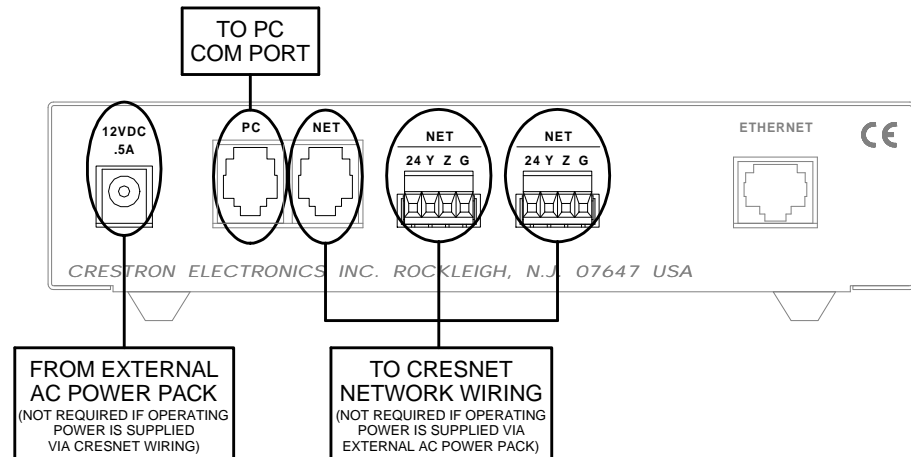 TO PC
COM PORT
12VDC
.5A
PC
NET
NET
24 Y Z G
NET
24 Y Z G
ETHERNET
CE
CRESTRON ELECTRONICS INC. ROCKLEIGH, N.J. 07647 USA
FROM EXTERNAL
AC POWER PACK
(NOT REQUIRED IF OPERATING
POWER IS SUPPLIED
VIA CRESNET WIRING)
TO CRESNET
NETWORK WIRING
(NOT REQUIRED IF OPERATING
POWER IS SUPPLIED VIA
EXTERNAL AC POWER PACK)